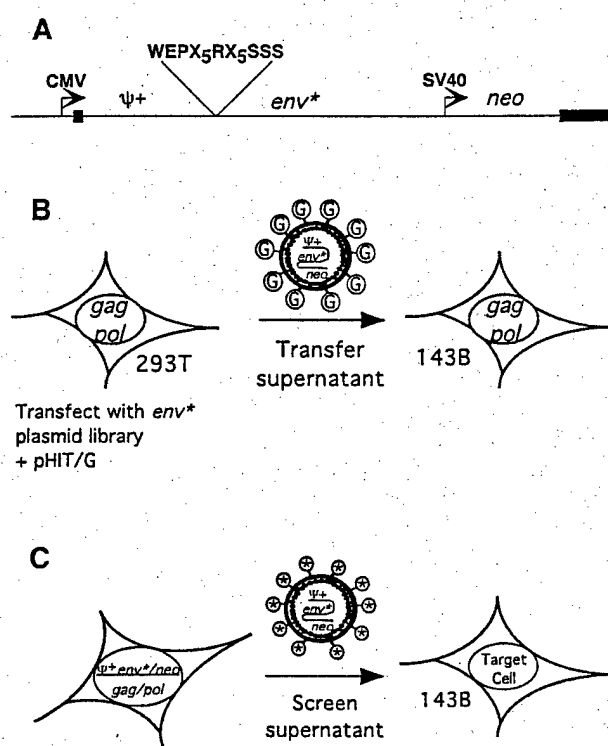 A
WEPX5RX5SSS
CMV
ψ+
env*
SV40
neo
B
G G G G G G G G G G
ψ+
env*
neo
gag
pol
293T
Transfer
supernatant
gag
pol
143B
Transfect with env*
plasmid library
+ pHIT/G
C
* * * * * * * * * *
ψ+
env*
neo
ψ+env*/neo
gag/pol
Screen
supernatant
Target
Cell
143B